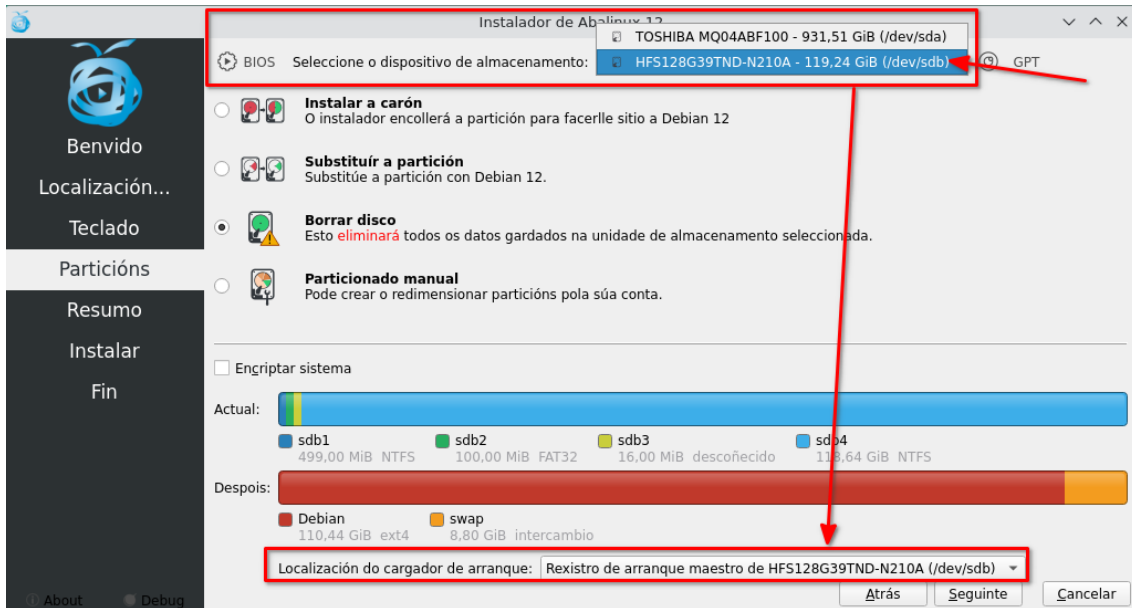 Instalador de Abalinux 12
TOSHIBA MQ04ABF100 - 931,51 GiB (/dev/sda)
BIOS Seleccione o dispositivo de almacenamento: HFS128G39TND-N210A - 119,24 GiB (/dev/sdb) GPT
Benvido
Localización...
Teclado
Particións
Resumo
Instalar
Fin
About Debug
Instalar a carón
O instalador encollerá a partición para facerlle sitio a Debian 12
Substituír a partición
Substitúe a partición con Debian 12.
Borrar disco
Esto eliminará todos os datos gardados na unidade de almacenamento seleccionada.
Particionado manual
Pode crear o redimensionar particións pola súa conta.
Encriptar sistema
Actual:
sdb1 sdb2 sdb3 sdb4
499,00 MiB NTFS 100,00 MiB FAT32 16,00 MiB descoñecido 118,64 GiB NTFS
Despois:
Debian swap
110,44 GiB ext4 8,80 GiB intercambio
Localización do cargador de arranque: Rexistro de arranque maestro de HFS128G39TND-N210A (/dev/sdb)
Atrás Seguinte Cancelar